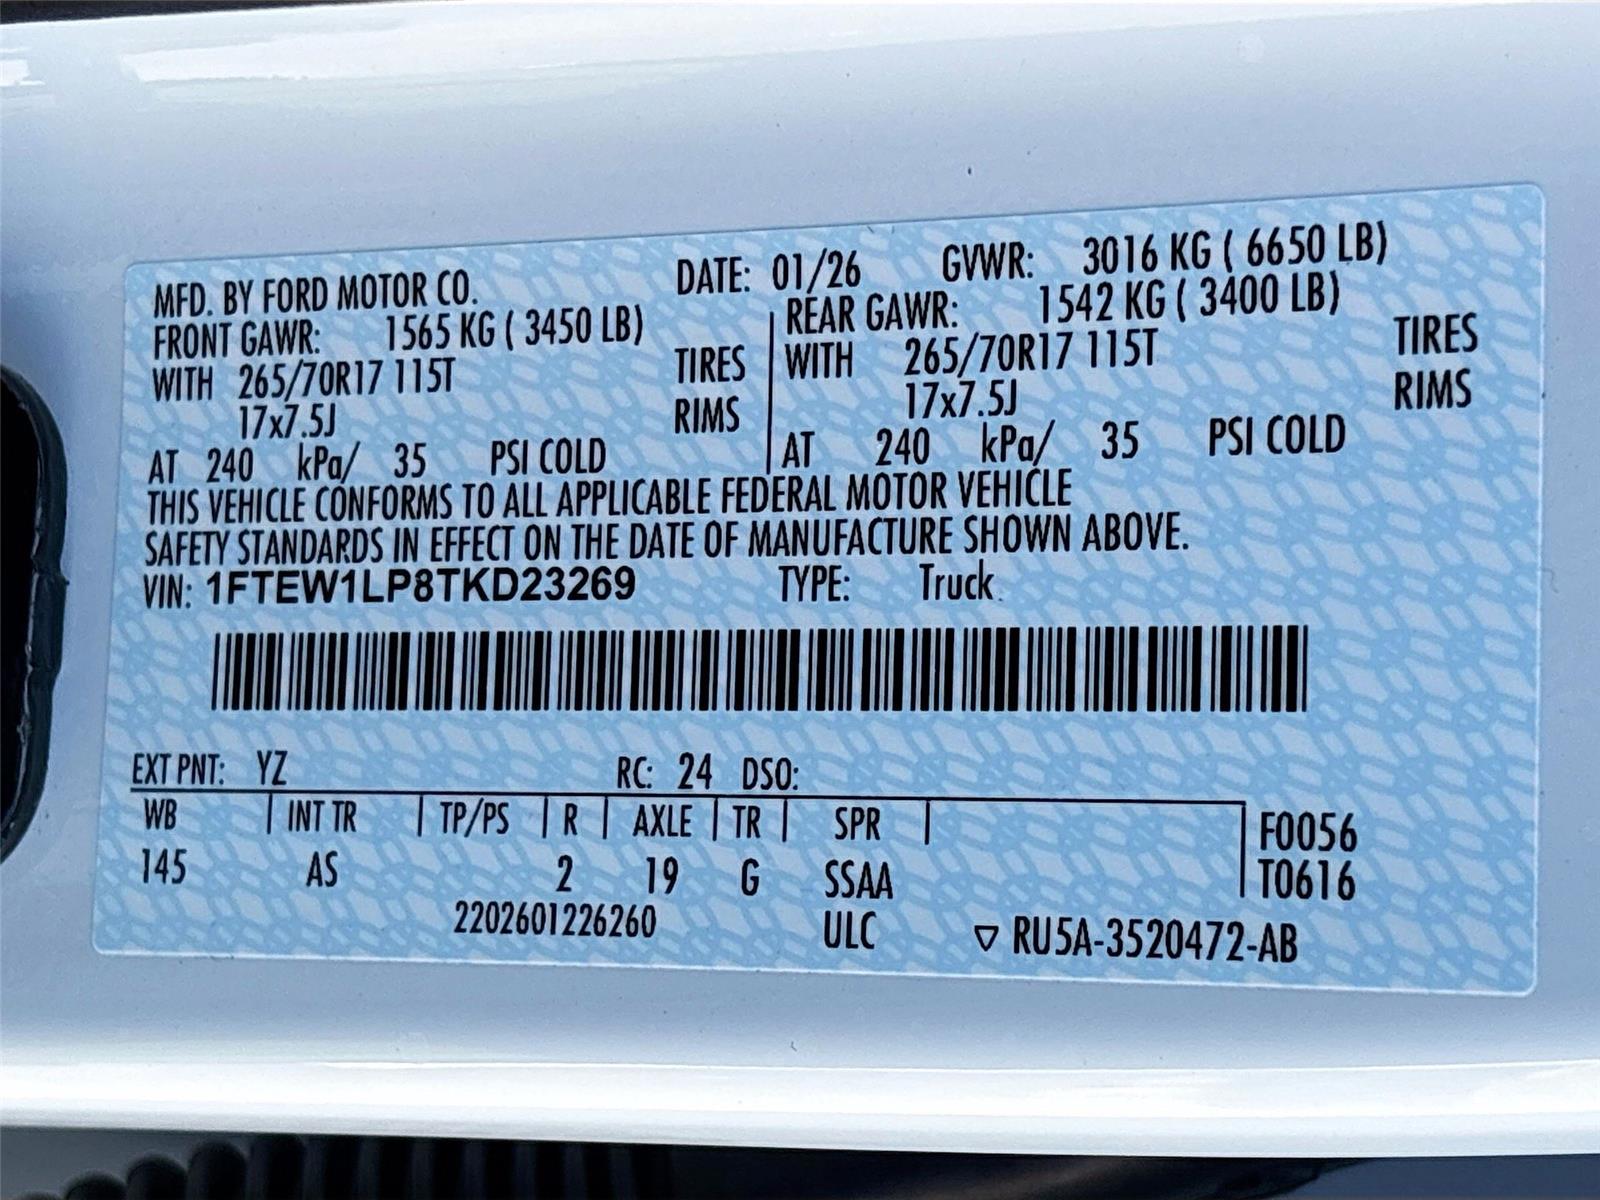 MFD. BY FORD MOTOR CO. DATE: 01/26 GVWR: 3016 KG ( 6650 LB)
FRONT GAWR: 1565 KG ( 3450 LB) REAR GAWR: 1542 KG ( 3400 LB)
WITH 265/70R17 115T TIRES WITH 265/70R17 115T TIRES
17x7.5J RIMS 17x7.5J RIMS
AT 240 kPa/ 35 PSI COLD AT 240 kPa/ 35 PSI COLD
THIS VEHICLE CONFORMS TO ALL APPLICABLE FEDERAL MOTOR VEHICLE
SAFETY STANDARDS IN EFFECT ON THE DATE OF MANUFACTURE SHOWN ABOVE.
VIN: 1FTEW1LP8TKD23269 TYPE: Truck
EXT PNT: YZ RC: 24 DSO:
WB INT TR TP/PS R AXLE TR SPR F0056
145 AS 2 19 G SSAA T0616
2202601226260 ULC ▽ RU5A-3520472-AB